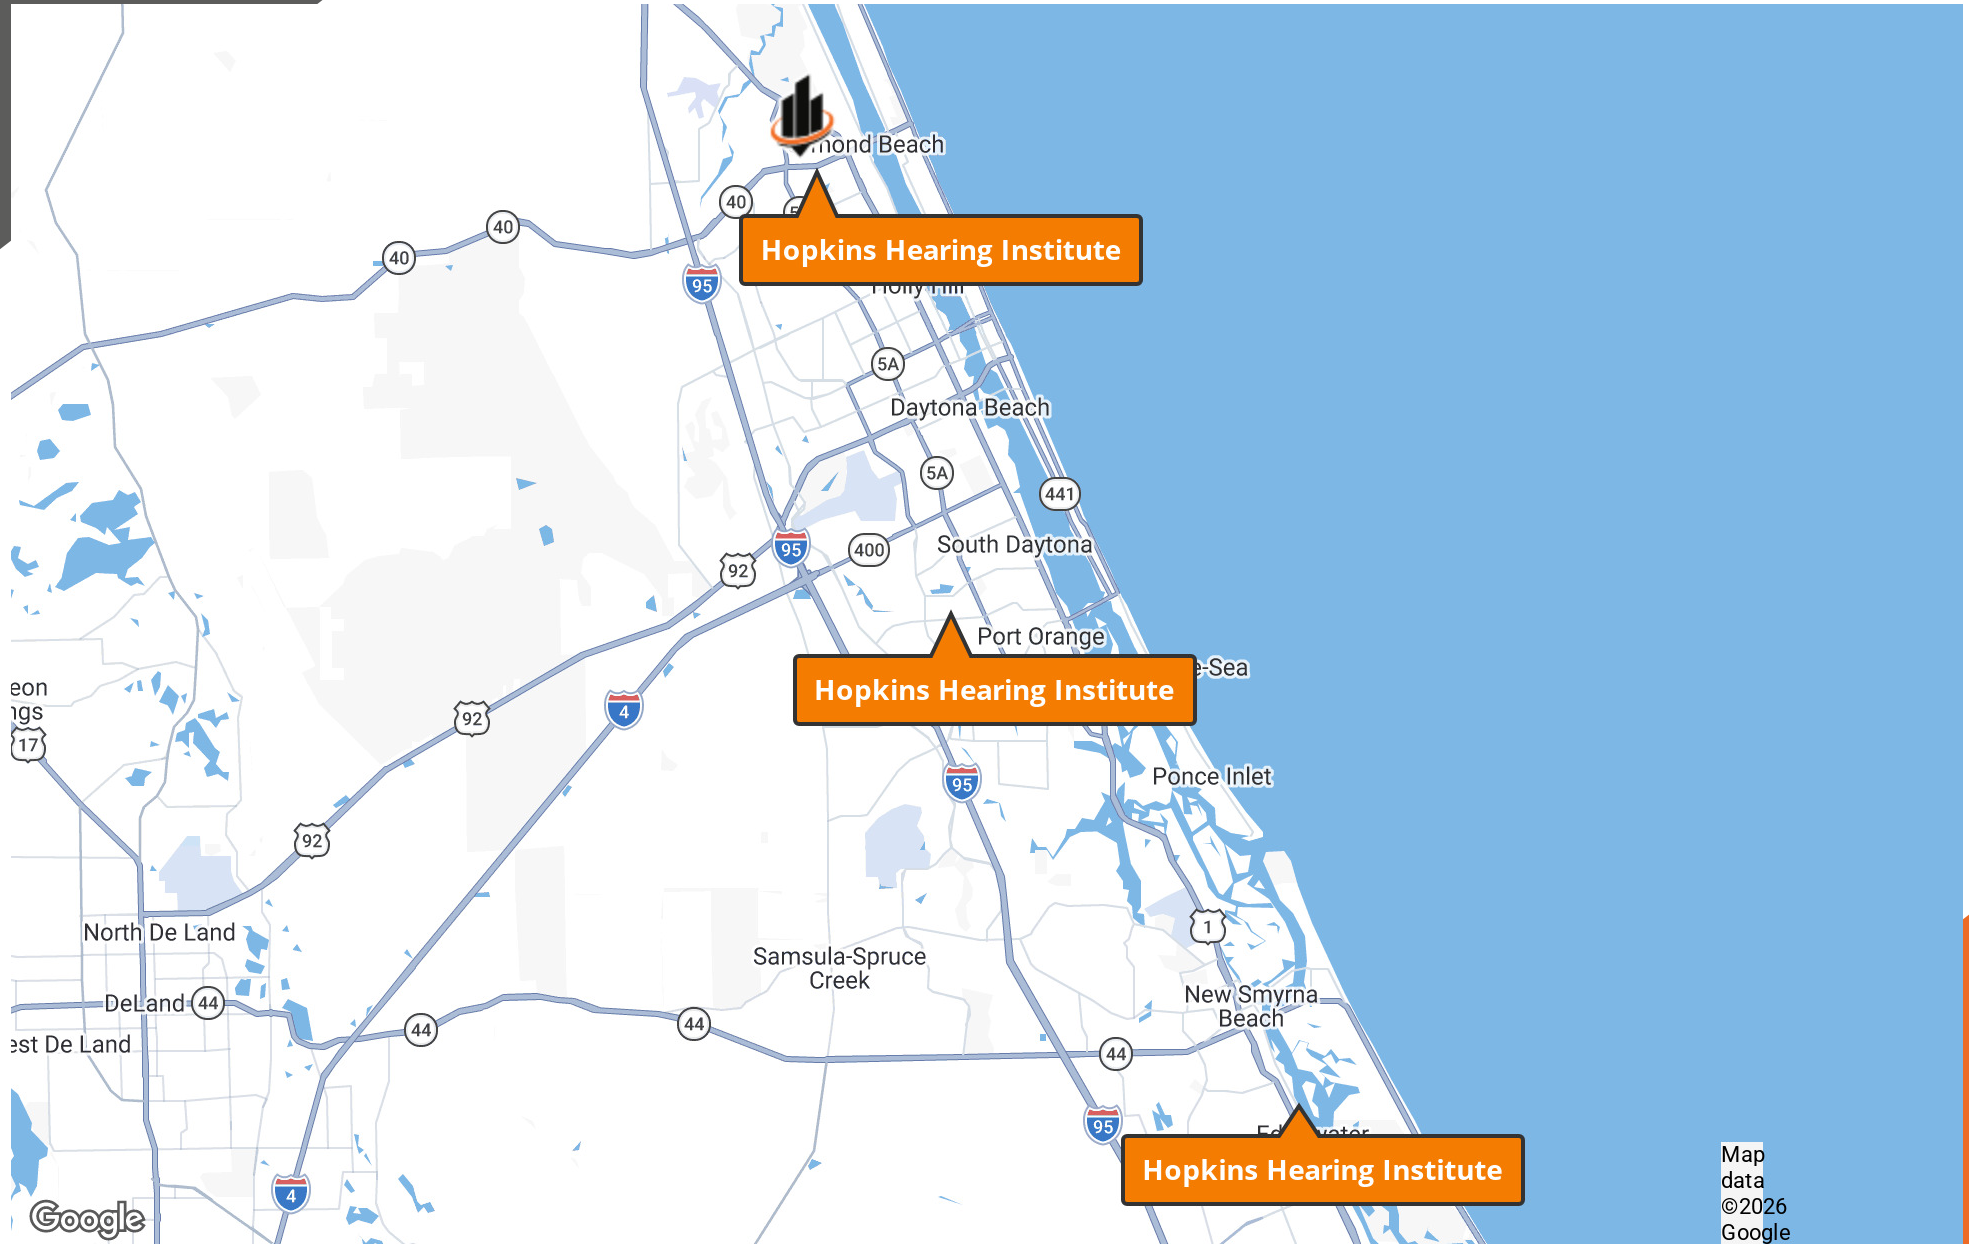 mond Beach
40
40
40
5
Hopkins Hearing Institute
95
Holly Hill
5A
Daytona Beach
5A
441
95
400
South Daytona
92
Port Orange
e-Sea
Hopkins Hearing Institute
eon
ngs
17
92
4
95
Ponce Inlet
92
1
North De Land
Samsula-Spruce
Creek
DeLand
44
44
44
New Smyrna
Beach
est De Land
44
95
Hopkins Hearing Institute
4
Google
Map
data
©2026
Google